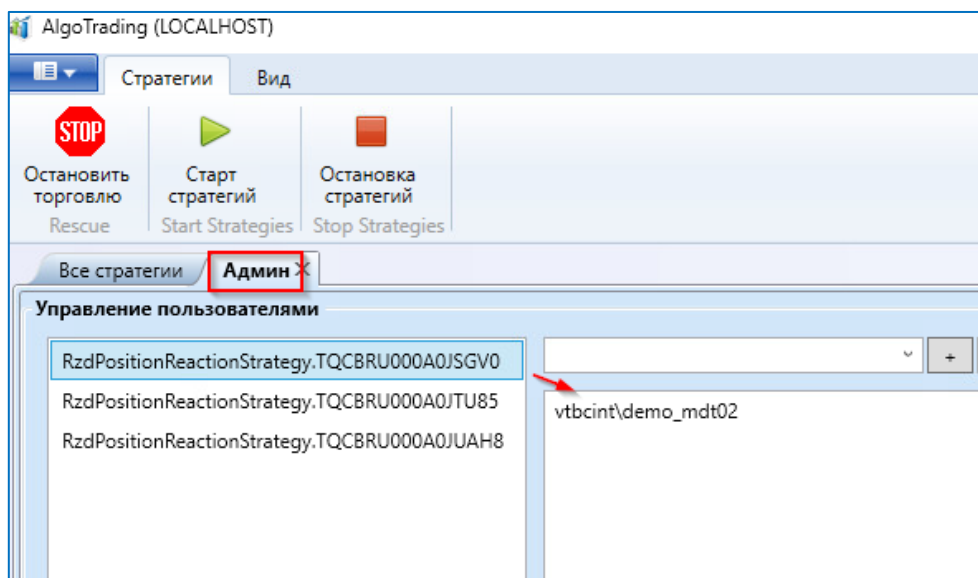 AlgoTrading (LOCALHOST)
Стратегии Вид
STOP
Остановить торговлю
Rescue
Старт стратегий
Start Strategies
Остановка стратегий
Stop Strategies
Все стратегии Админ
Управление пользователями
RzdPositionReactionStrategy.TQCBRU000A0JSGV0
RzdPositionReactionStrategy.TQCBRU000A0JTU85
RzdPositionReactionStrategy.TQCBRU000A0JUAH8
+
vtbcint\demo_mdt02